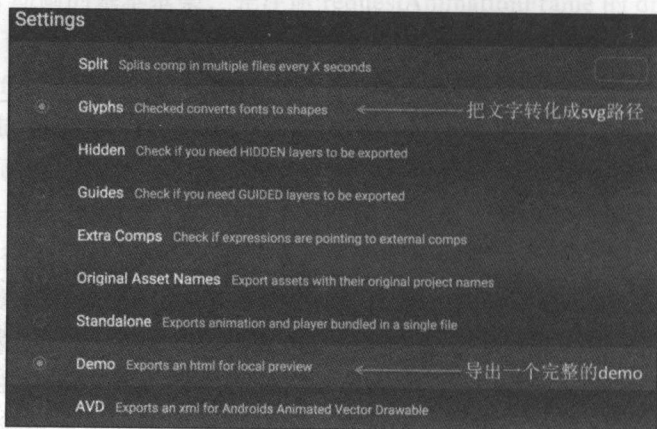 Settings
Split Splits comp in multiple files every X seconds
Glyphs Checked converts fonts to shapes 把文字转化成svg路径
Hidden Check if you need HIDDEN layers to be exported
Guides Check if you need GUIDED layers to be exported
Extra Comps Check if expressions are pointing to external comps
Original Asset Names Export assets with their original project names
Standalone Exports animation and player bundled in a single file
Demo Exports an html for local preview 导出一个完整的demo
AVD Exports an xml for Androids Animated Vector Drawable